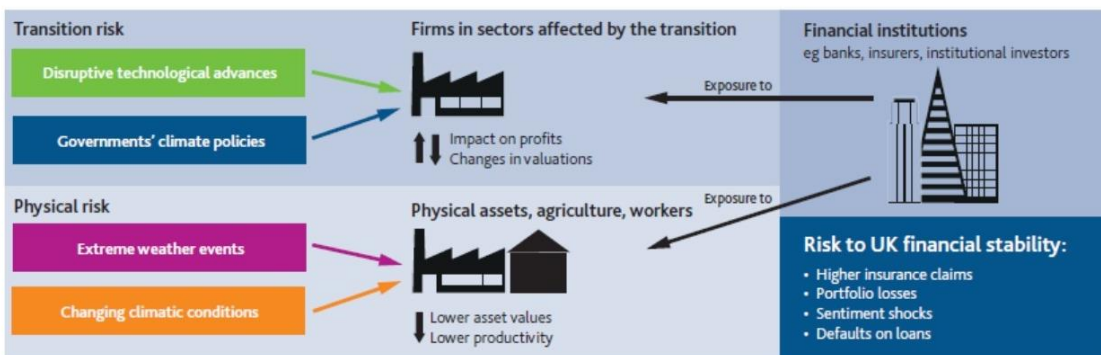 Transition risk
Disruptive technological advances
Governments' climate policies
Firms in sectors affected by the transition
Impact on profits
Changes in valuations
Exposure to
Financial institutions
eg banks, insurers, institutional investors
Physical risk
Extreme weather events
Changing climatic conditions
Physical assets, agriculture, workers
Lower asset values
Lower productivity
Exposure to
Risk to UK financial stability:
• Higher insurance claims
• Portfolio losses
• Sentiment shocks
• Defaults on loans